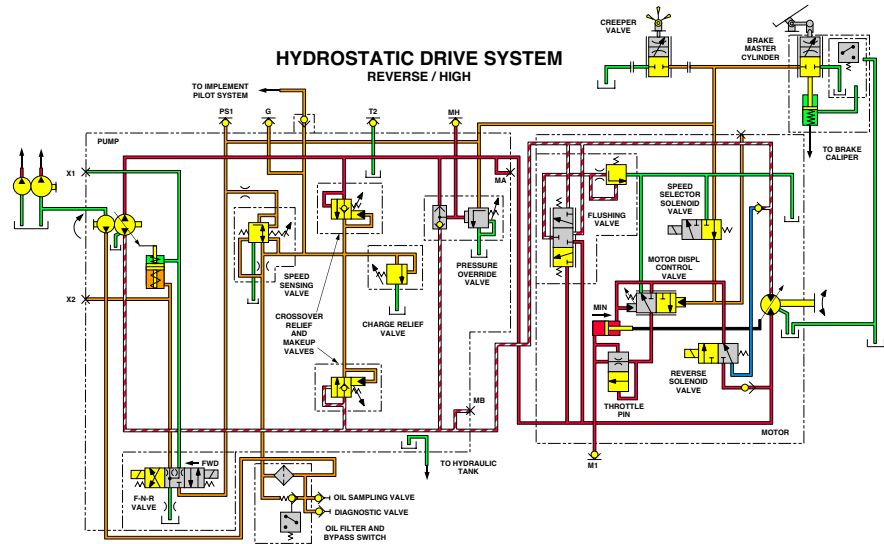 HYDROSTATIC DRIVE SYSTEM
REVERSE / HIGH
CREEPER
VALVE
BRAKE
MASTER
CYLINDER
TO IMPLEMENT
PILOT SYSTEM
PS1
G
T2
MH
PUMP
X1
MA
TO BRAKE
CALIPER
FLUSHING
VALVE
SPEED
SELECTOR
SOLENOID
VALVE
SPEED
SENSING
VALVE
PRESSURE
OVERRIDE
VALVE
MOTOR DISPL
CONTROL
VALVE
X2
CROSSOVER
RELIEF
AND
MAKEUP
VALVES
CHARGE RELIEF
VALVE
MIN
REVERSE
SOLENOID
VALVE
THROTTLE
PIN
MB
MOTOR
M1
TO HYDRAULIC
TANK
FWD
F-N-R
VALVE
OIL SAMPLING VALVE
DIAGNOSTIC VALVE
OIL FILTER AND
BYPASS SWITCH